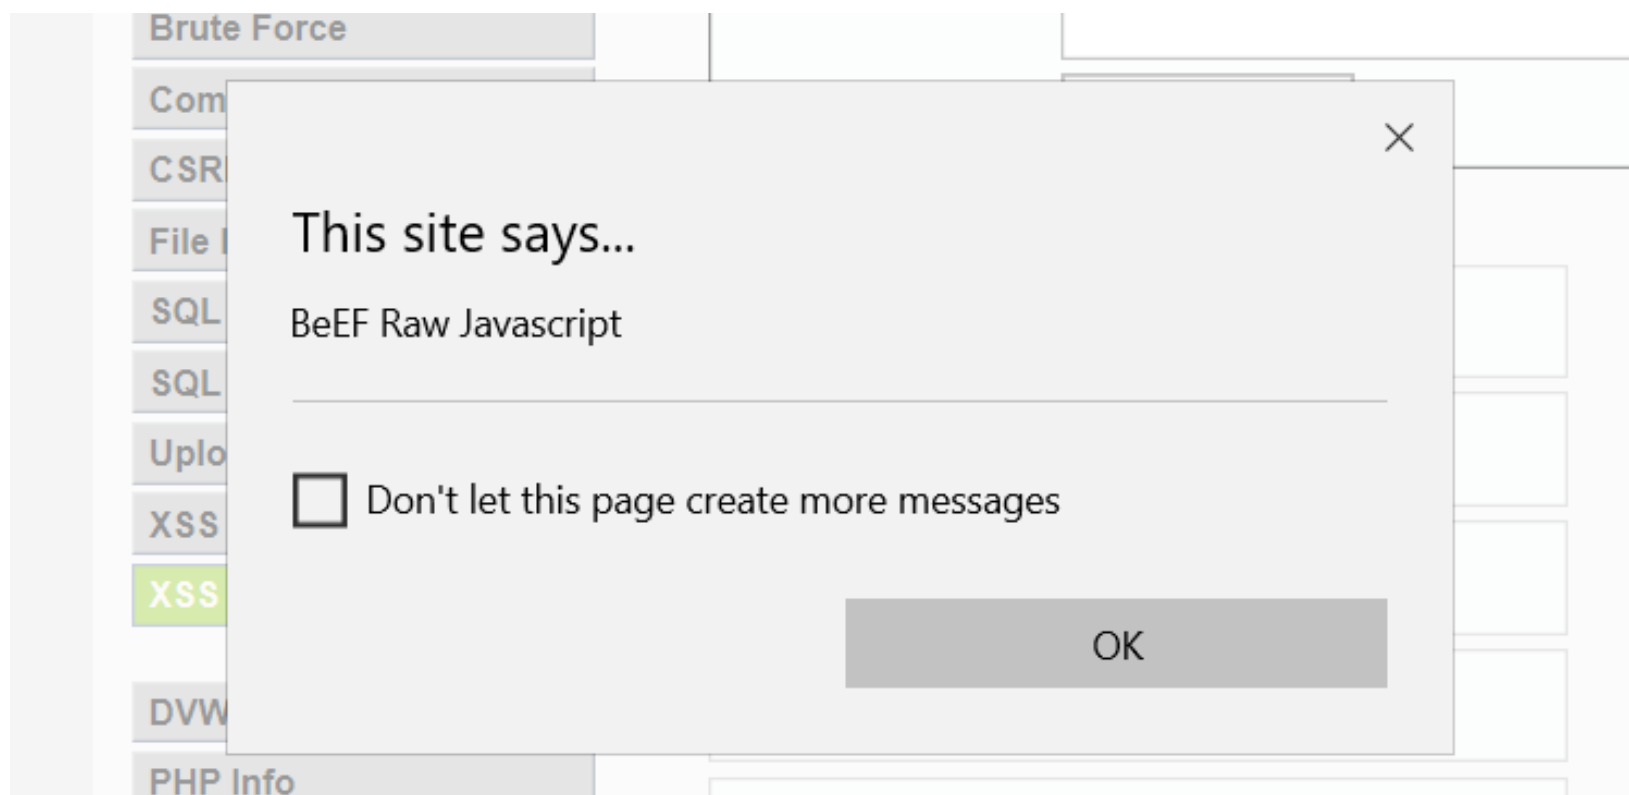 Brute Force
Com
CSRF
File I
SQL
SQL
Uplo
XSS
XSS
DVW
PHP Info
This site says...
BeEF Raw Javascript
Don't let this page create more messages
OK